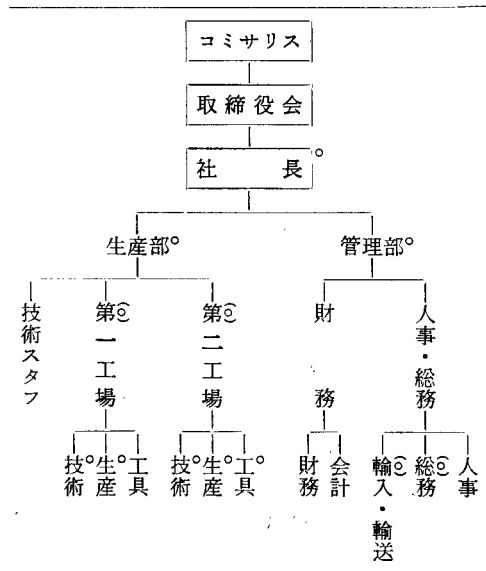 コミサリス
取締役会
社長°
生産部° 管理部°
技術スタフ
第一工場(o)
第二工場(o)
財務
人事・総務
技術°
生産°
工具
技術°
生産°
工具°
財務
会計
輸入・輸送(o)
総務(o)
人事